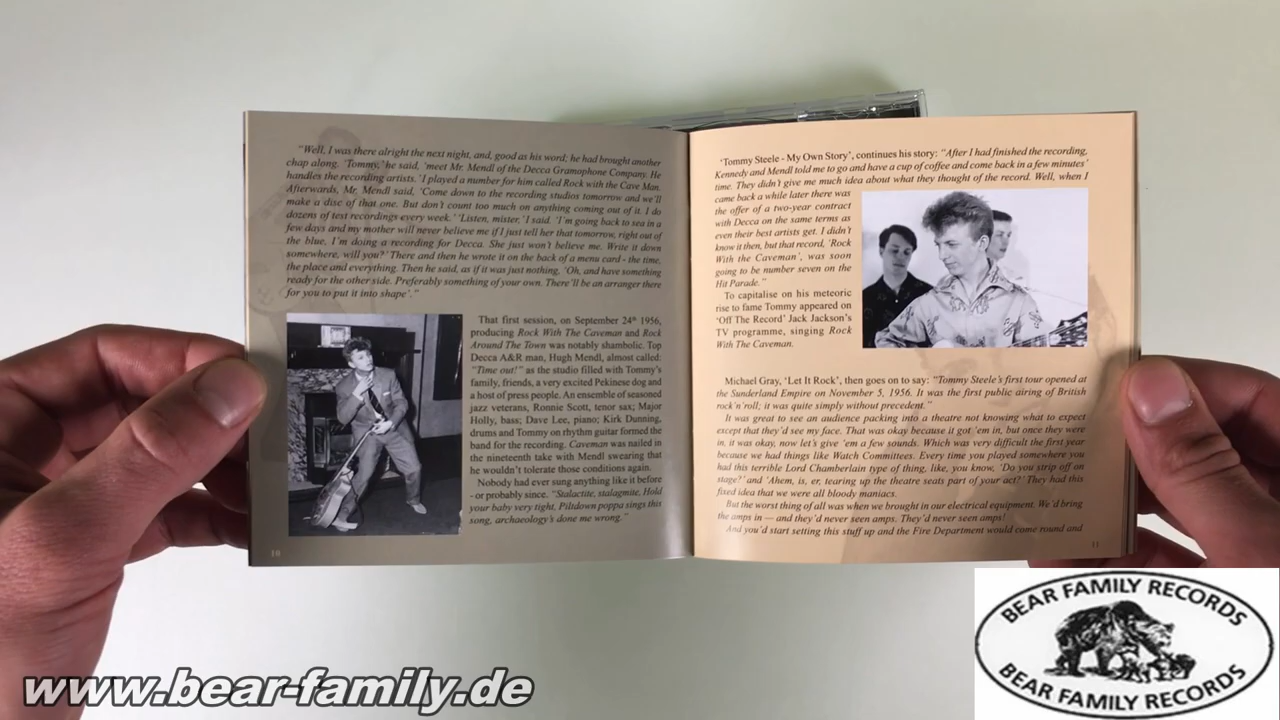 "Well, I was there alright the next night, and, good as his word; he had brought another
chap along. 'Tommy,' he said, 'meet Mr. Mendl of the Decca Gramophone Company. He
handles the recording artists.' I played a number for him called Rock with the Cave Man.
Afterwards, Mr. Mendl said, 'Come down to the recording studios tomorrow and we'll
make a disc of that one. But don't count too much on anything coming out of it. I do
dozens of test recordings every week.' 'Listen, mister,' I said. 'I'm going back to sea in a
few days and my mother will never believe me if I just tell her that tomorrow, right out of
the blue, I'm doing a recording for Decca. She just won't believe me. Write it down
somewhere, will you?' There and then he wrote it on the back of a menu card - the time,
the place and everything. Then he said, as if it was just nothing, 'Oh, and have something
ready for the other side. Preferably something of your own. There'll be an arranger there
for you to put it into shape'."
That first session, on September 24th 1956,
producing Rock With The Caveman and Rock
Around The Town was notably shambolic. Top
Decca A&R man, Hugh Mendl, almost called:
"Time out!" as the studio filled with Tommy's
family, friends, a very excited Pekinese dog and
a host of press people. An ensemble of seasoned
jazz veterans, Ronnie Scott, tenor sax; Major
Holly, bass; Dave Lee, piano; Kirk Dunning,
drums and Tommy on rhythm guitar formed the
band for the recording. Caveman was nailed in
the nineteenth take with Mendl swearing that
he wouldn't tolerate those conditions again.
Nobody had ever sung anything like it before
- or probably since. "Stalactite, stalagmite, Hold
your baby very tight, Piltdown poppa sings this
song, archaeology's done me wrong."
10
'Tommy Steele - My Own Story', continues his story: "After I had finished the recording,
Kennedy and Mendl told me to go and have a cup of coffee and come back in a few minutes'
time. They didn't give me much idea about what they thought of the record. Well, when I
came back a while later there was
the offer of a two-year contract
with Decca on the same terms as
even their best artists get. I didn't
know it then, but that record, 'Rock
With the Caveman', was soon
going to be number seven on the
Hit Parade."
To capitalise on his meteoric
rise to fame Tommy appeared on
'Off The Record' Jack Jackson's
TV programme, singing Rock
With The Caveman.
Michael Gray, 'Let It Rock', then goes on to say: "Tommy Steele's first tour opened at
the Sunderland Empire on November 5, 1956. It was the first public airing of British
rock'n'roll; it was quite simply without precedent."
It was great to see an audience packing into a theatre not knowing what to expect
except that they'd see my face. That was okay because it got 'em in, but once they were
in, it was okay, now let's give 'em a few sounds. Which was very difficult the first year
because we had things like Watch Committees. Every time you played somewhere you
had this terrible Lord Chamberlain type of thing, like, you know, 'Do you strip off on
stage?' and 'Ahem, is, er, tearing up the theatre seats part of your act?' They had this
fixed idea that we were all bloody maniacs.
But the worst thing of all was when we brought in our electrical equipment. We'd bring
the amps in — and they'd never seen amps. They'd never seen amps!
And you'd start setting this stuff up and the Fire Department would come round and
11
www.bear-family.de
BEAR FAMILY RECORDS
BEAR FAMILY RECORDS